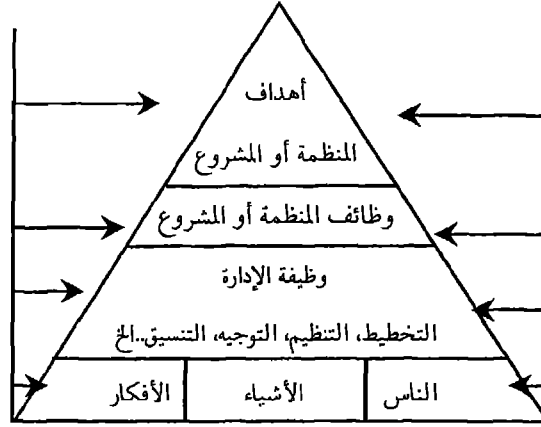 أهداف
المنظمة أو المشروع
وظائف المنظمة أو المشروع
وظيفة الإدارة
التخطيط، التنظيم، التوجيه، التنسيق..الخ
الناس الأشياء الأفكار